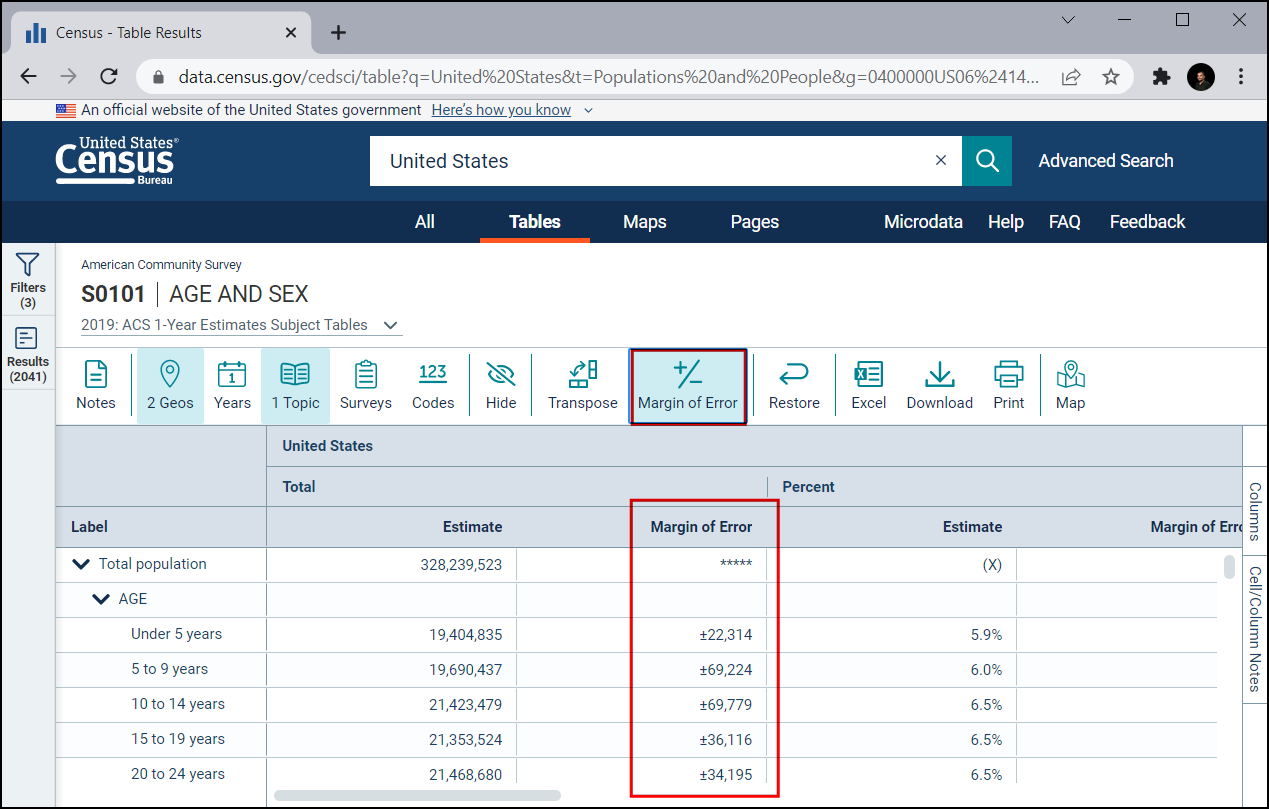 Census - Table Results
data.census.gov/cedsci/table?q=United%20States&t=Populations%20and%20People&g=0400000US06%2414...
An official website of the United States government Here's how you know
United States®
Census
Bureau
United States
Advanced Search
All Tables Maps Pages Microdata Help FAQ Feedback
Filters
(3)
Results
(2041)
American Community Survey
S0101 | AGE AND SEX
2019: ACS 1-Year Estimates Subject Tables
1 123 +/-
Notes 2 Geos Years 1 Topic Surveys Codes Hide Transpose Margin of Error Restore Excel Download Print Map
United States
Total Percent
Label Estimate Margin of Error Estimate Margin of Erro
Total population 328,239,523 ***** (X)
AGE
Under 5 years 19,404,835 ±22,314 5.9%
5 to 9 years 19,690,437 ±69,224 6.0%
10 to 14 years 21,423,479 ±69,779 6.5%
15 to 19 years 21,353,524 ±36,116 6.5%
20 to 24 years 21,468,680 ±34,195 6.5%
Columns
Cell/Column Notes